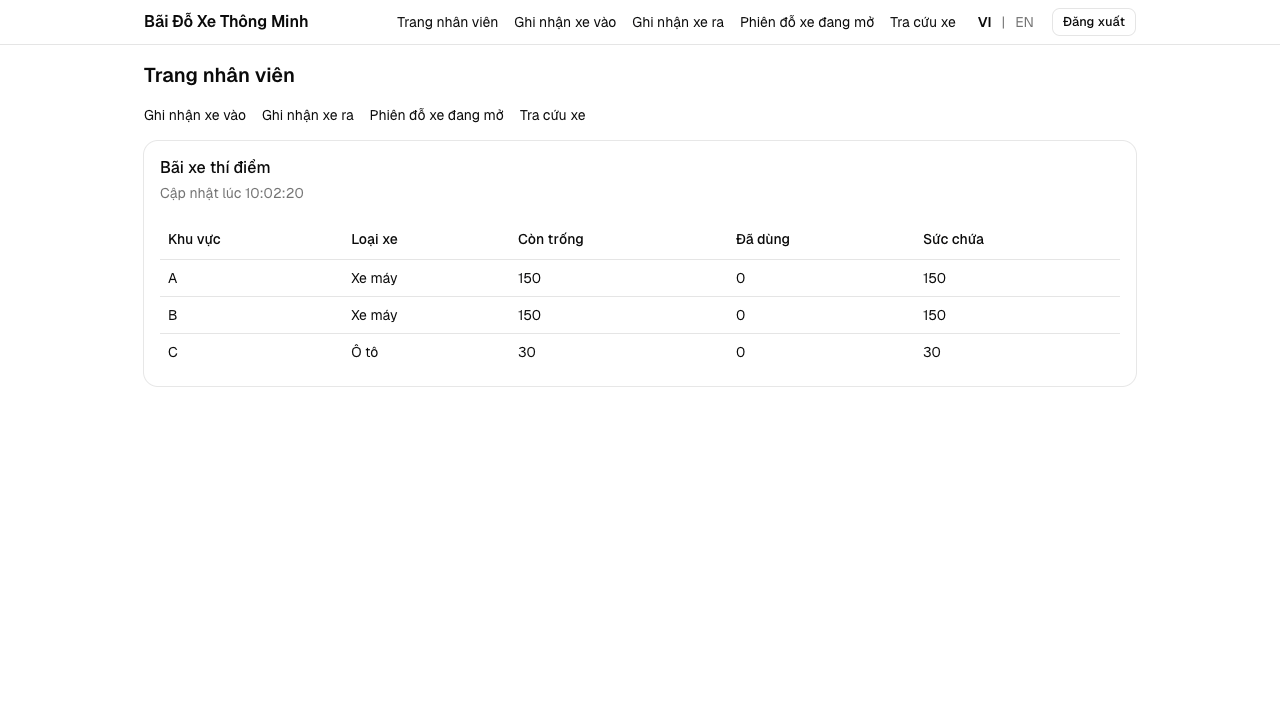 Bãi Đỗ Xe Thông Minh Trang nhân viên Ghi nhận xe vào Ghi nhận xe ra Phiên đỗ xe đang mở Tra cứu xe VI | EN Đăng xuất
Trang nhân viên
Ghi nhận xe vào Ghi nhận xe ra Phiên đỗ xe đang mở Tra cứu xe
Bãi xe thí điểm
Cập nhật lúc 10:02:20
Khu vực Loại xe Còn trống Đã dùng Sức chứa
A Xe máy 150 0 150
B Xe máy 150 0 150
C Ô tô 30 0 30